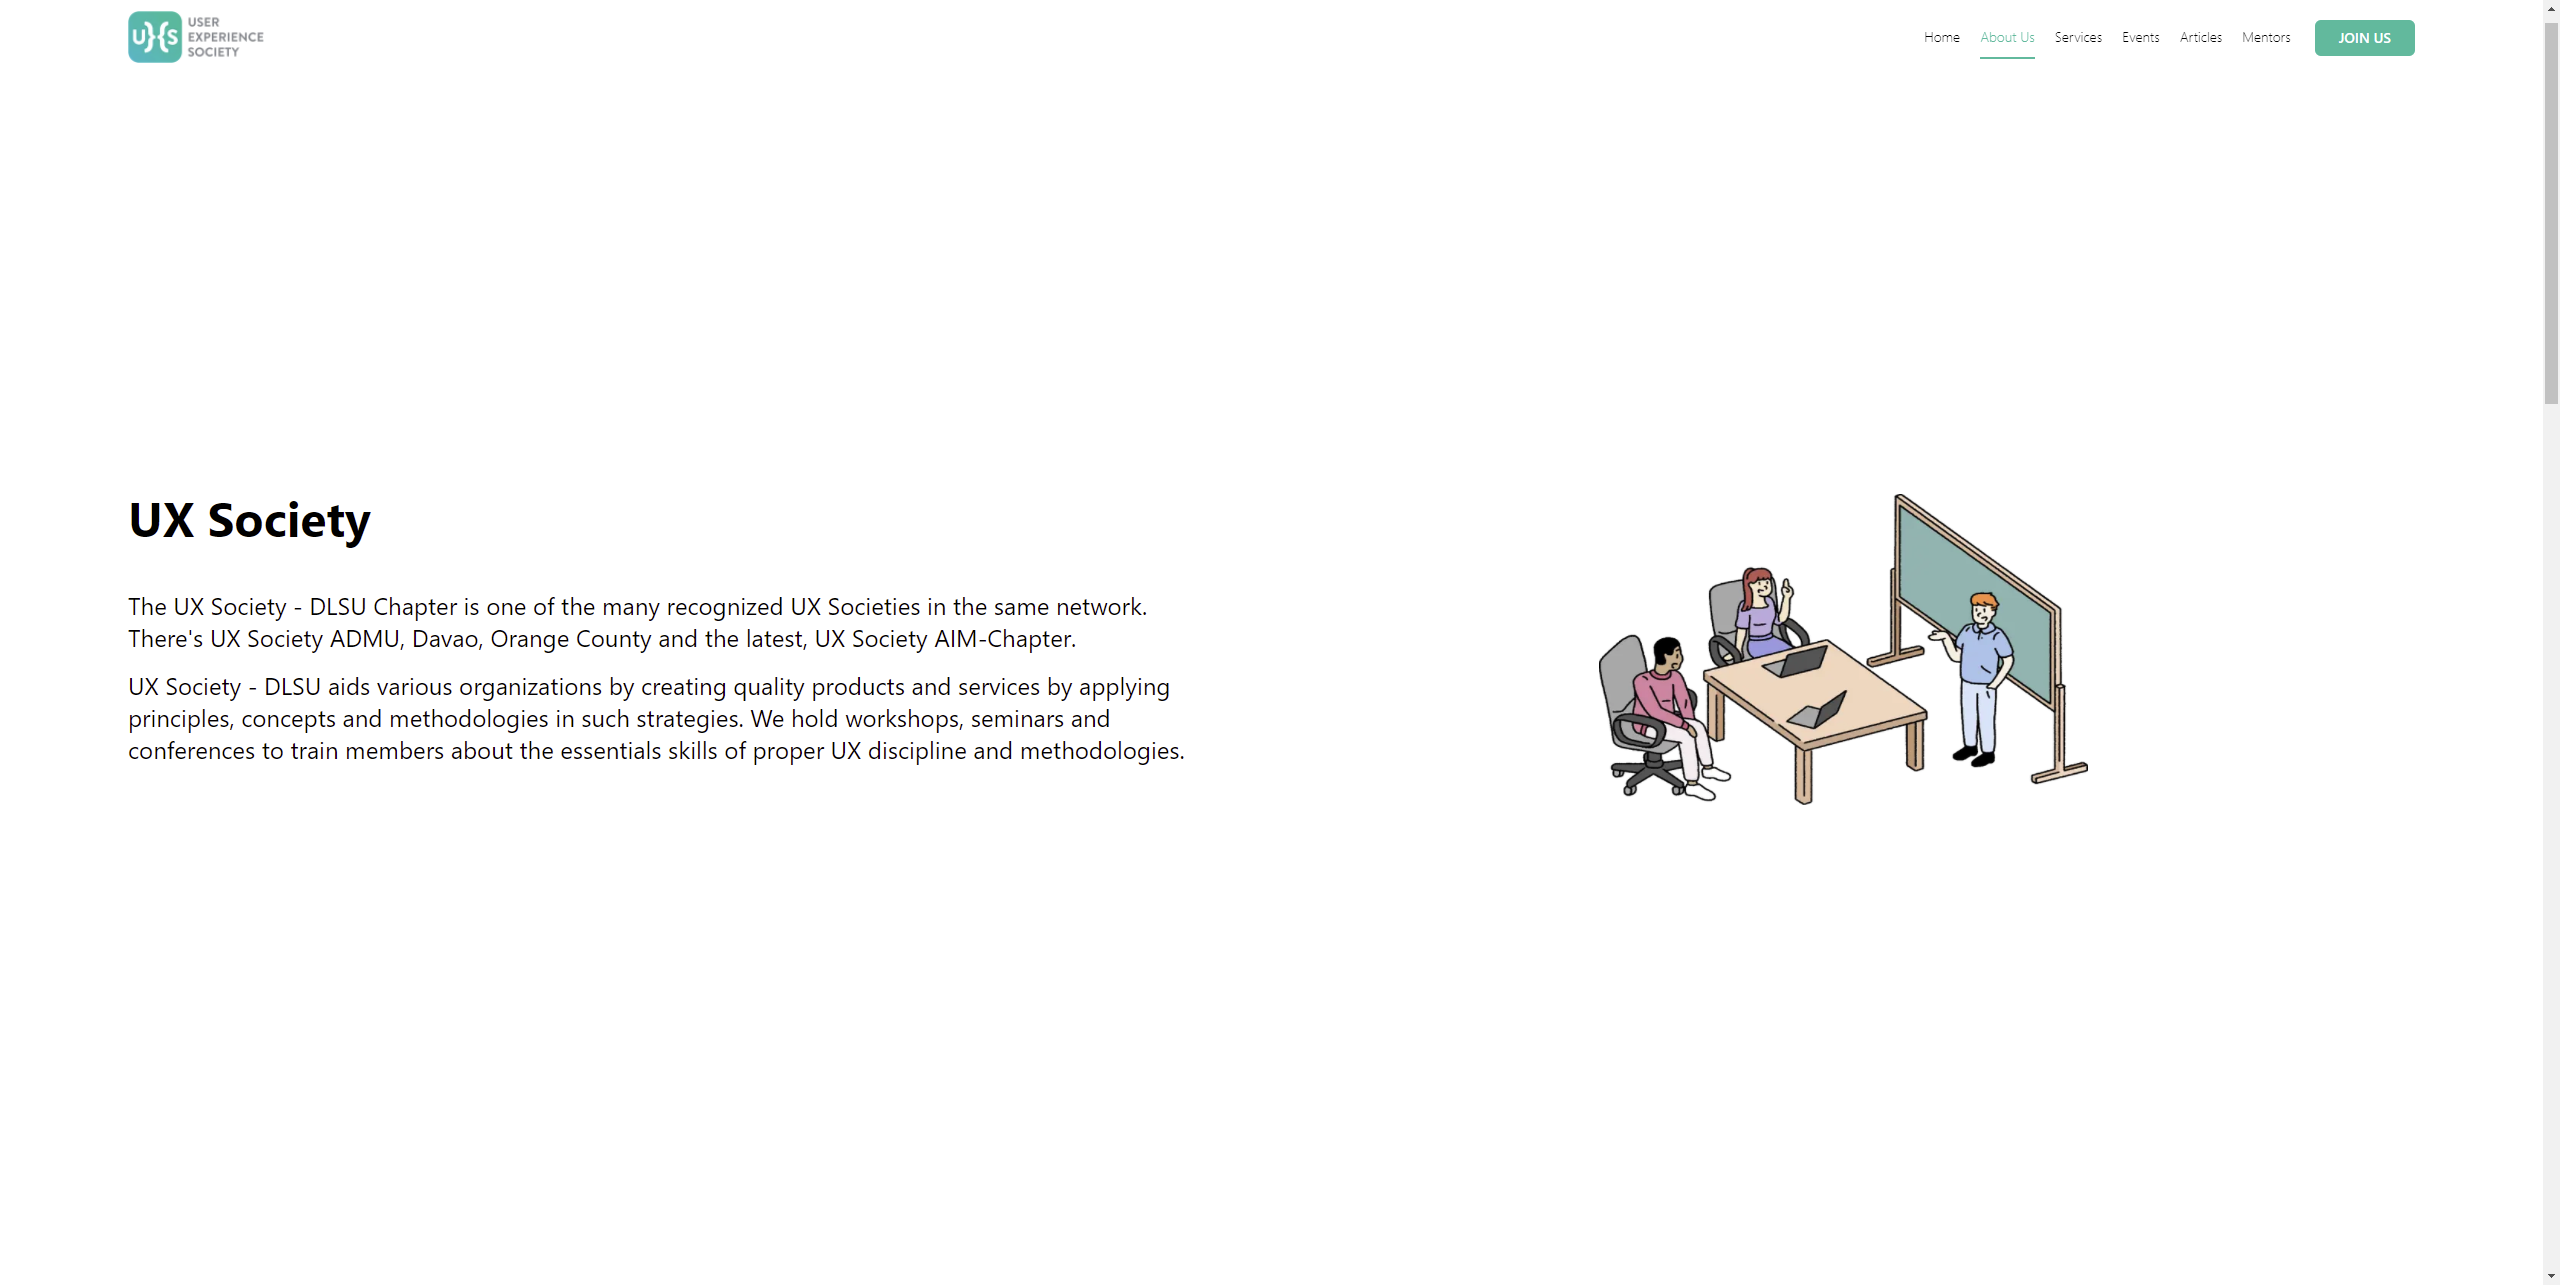 UXS USER
EXPERIENCE
SOCIETY
Home About Us Services Events Articles Mentors JOIN US
UX Society
The UX Society - DLSU Chapter is one of the many recognized UX Societies in the same network.
There's UX Society ADMU, Davao, Orange County and the latest, UX Society AIM-Chapter.
UX Society - DLSU aids various organizations by creating quality products and services by applying
principles, concepts and methodologies in such strategies. We hold workshops, seminars and
conferences to train members about the essentials skills of proper UX discipline and methodologies.